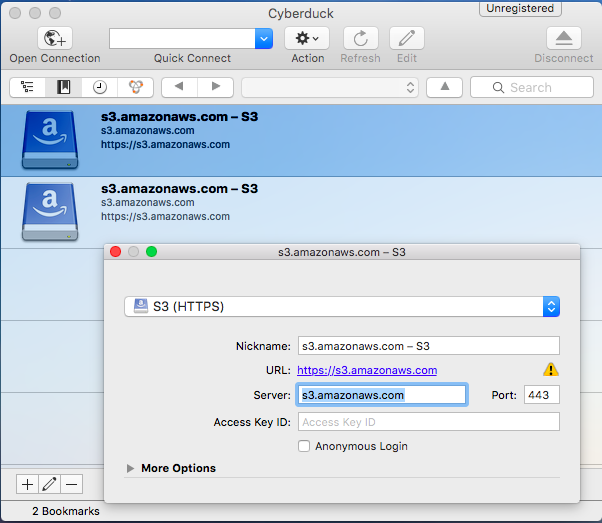 Cyberduck
Unregistered
Open Connection
Quick Connect
Action
Refresh
Edit
Disconnect
Search
s3.amazonaws.com – S3
s3.amazonaws.com
https://s3.amazonaws.com
s3.amazonaws.com – S3
s3.amazonaws.com
https://s3.amazonaws.com
s3.amazonaws.com – S3
S3 (HTTPS)
Nickname: s3.amazonaws.com – S3
URL: https://s3.amazonaws.com
Server: s3.amazonaws.com Port: 443
Access Key ID: Access Key ID
Anonymous Login
More Options
2 Bookmarks